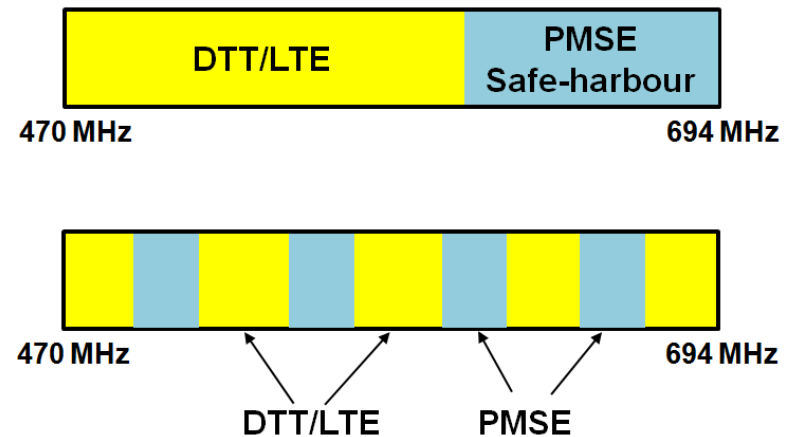 DTT/LTE
PMSE
Safe-harbour
470 MHz
694 MHz
470 MHz
694 MHz
DTT/LTE
PMSE